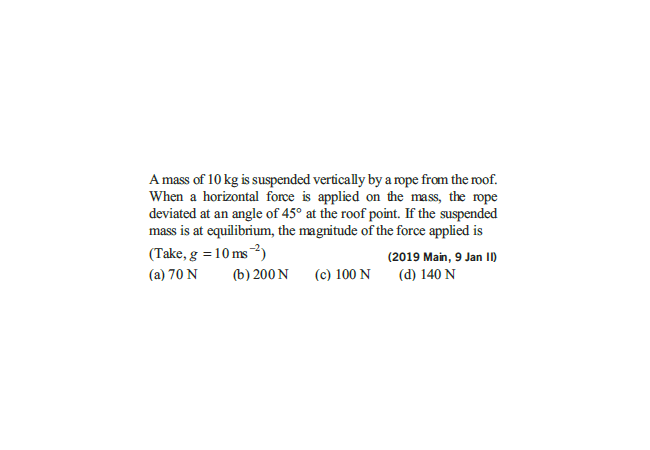 A mass of 10 kg is suspended vertically by a rope from the roof.
When a horizontal force is applied on the mass, the rope
deviated at an angle of 45° at the roof point. If the suspended
mass is at equilibrium, the magnitude of the force applied is
(Take, g = 10 ms⁻²) (2019 Main, 9 Jan II)
(a) 70 N (b) 200 N (c) 100 N (d) 140 N